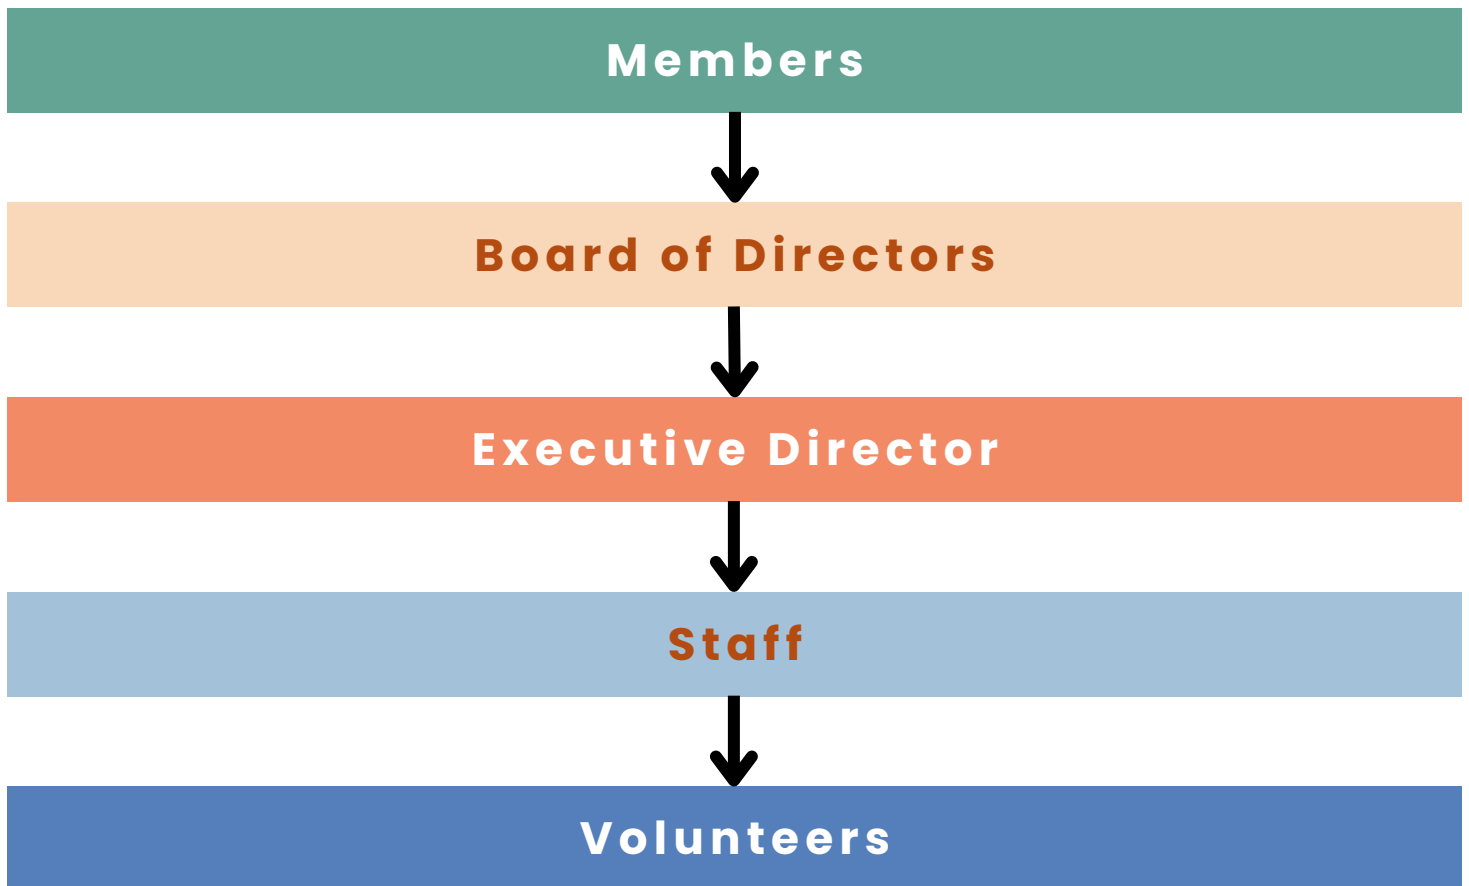 Members
Board of Directors
Executive Director
Staff
Volunteers